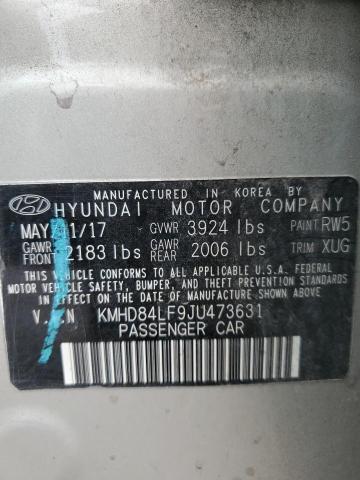 MANUFACTURED IN KOREA BY
HYUNDAI MOTOR COMPANY
MAY /17 GVWR 3924 lbs PAINT RW5
GAWR FRONT 2183 lbs GAWR REAR 2006 lbs TRIM XUG
THIS VEHICLE CONFORMS TO ALL APPLICABLE U.S.A. FEDERAL
MOTOR VEHICLE SAFETY, BUMPER, AND THEFT PREVENTION
STANDARDS IN EFFECT ON THE DATE OF MANUFACTURE SHOWN ABOVE.
V.I.N KMHD84LF9JU473631
PASSENGER CAR